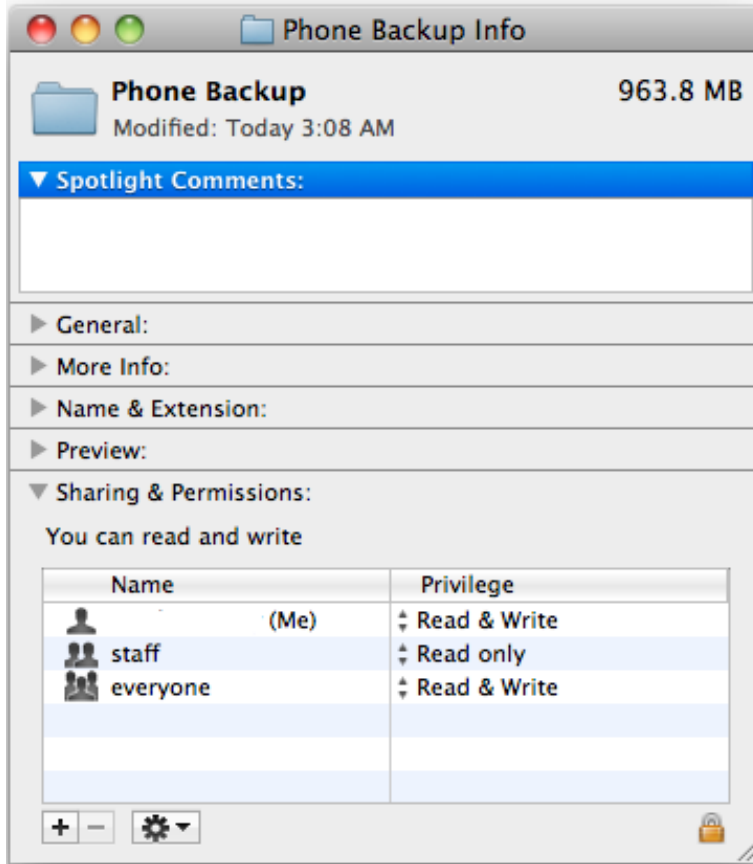 Phone Backup Info
Phone Backup 963.8 MB
Modified: Today 3:08 AM
Spotlight Comments:
General:
More Info:
Name & Extension:
Preview:
Sharing & Permissions:
You can read and write
Name Privilege
(Me) Read & Write
staff Read only
everyone Read & Write